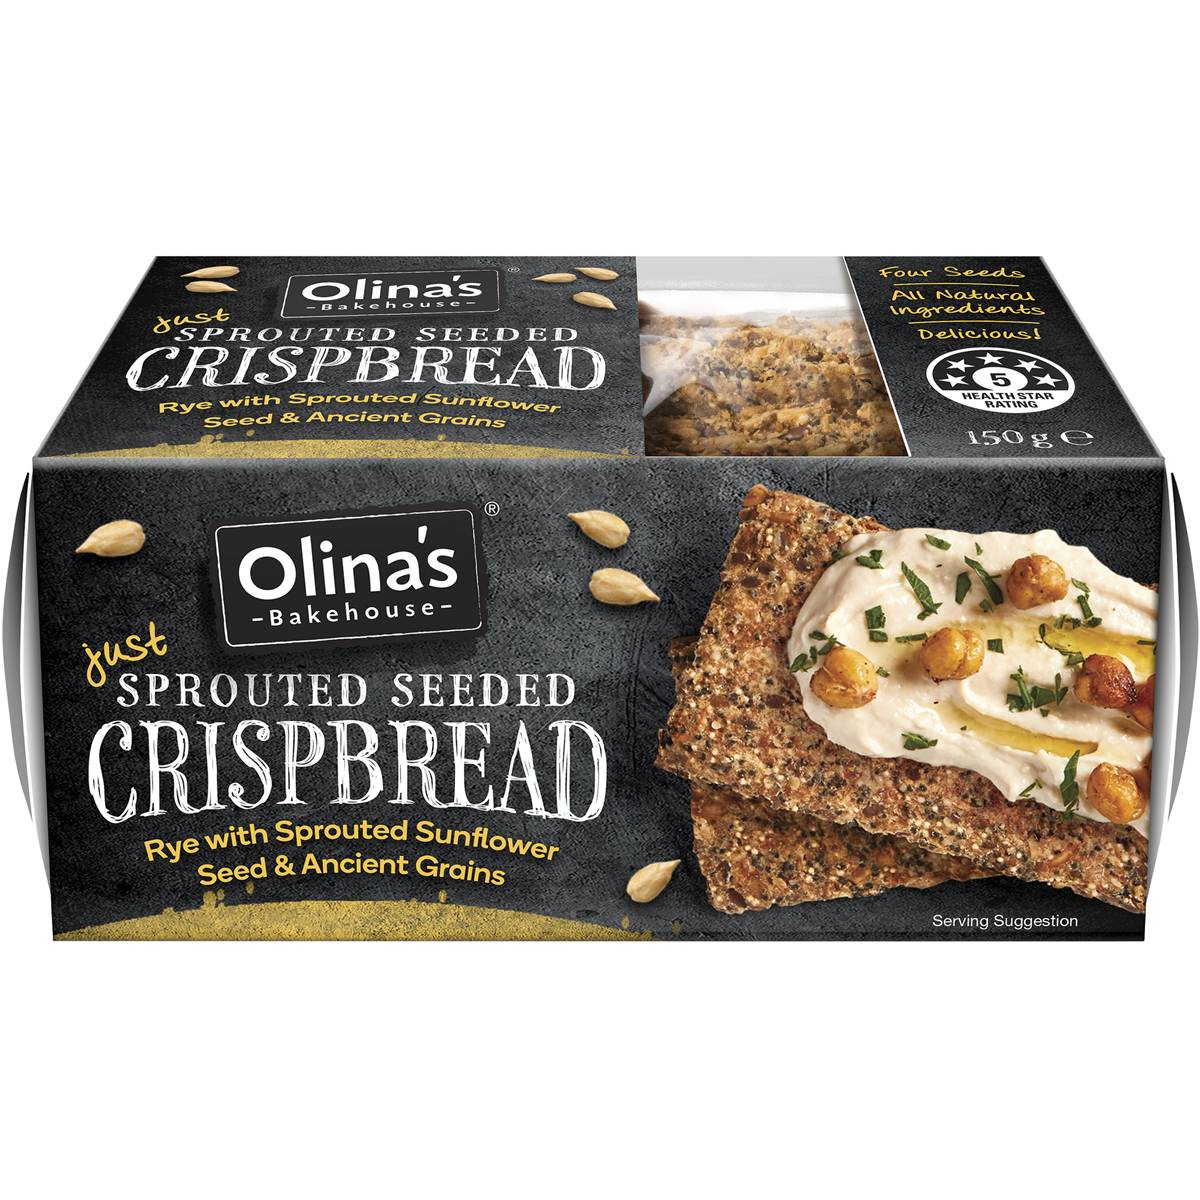 Olina's
®
-Bakehouse-
just
SPROUTED SEEDED
CRISPBREAD
Rye with Sprouted Sunflower
Seed & Ancient Grains
Four Seeds
All Natural
Ingredients
Delicious!
5
HEALTH STAR
RATING
150g ℮
Olina's
®
-Bakehouse-
just
SPROUTED SEEDED
CRISPBREAD
Rye with Sprouted Sunflower
Seed & Ancient Grains
Serving Suggestion